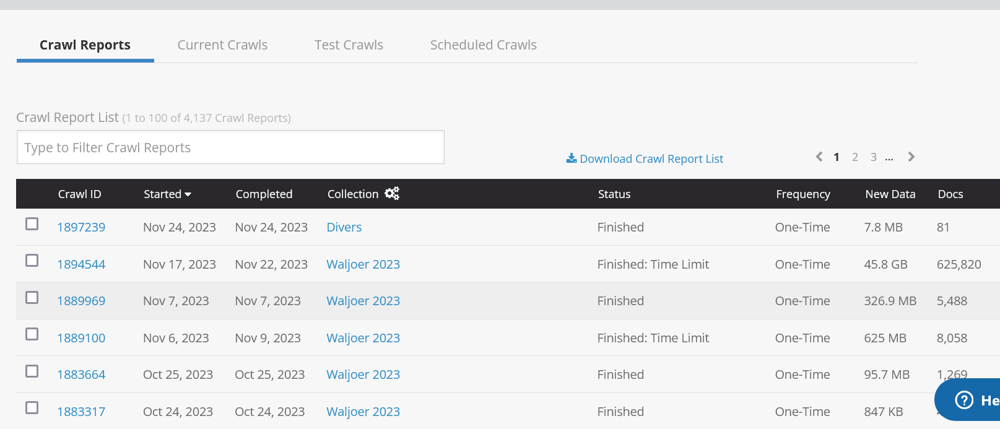 Crawl Reports Current Crawls Test Crawls Scheduled Crawls
Crawl Report List (1 to 100 of 4,137 Crawl Reports)
Type to Filter Crawl Reports
Download Crawl Report List 1 2 3 ...
Crawl ID Started Completed Collection Status Frequency New Data Docs
1897239 Nov 24, 2023 Nov 24, 2023 Divers Finished One-Time 7.8 MB 81
1894544 Nov 17, 2023 Nov 22, 2023 Waljoer 2023 Finished: Time Limit One-Time 45.8 GB 625,820
1889969 Nov 7, 2023 Nov 7, 2023 Waljoer 2023 Finished One-Time 326.9 MB 5,488
1889100 Nov 6, 2023 Nov 9, 2023 Waljoer 2023 Finished: Time Limit One-Time 625 MB 8,058
1883664 Oct 25, 2023 Oct 25, 2023 Waljoer 2023 Finished One-Time 95.7 MB 1,269
1883317 Oct 24, 2023 Oct 24, 2023 Waljoer 2023 Finished One-Time 847 KB
? He